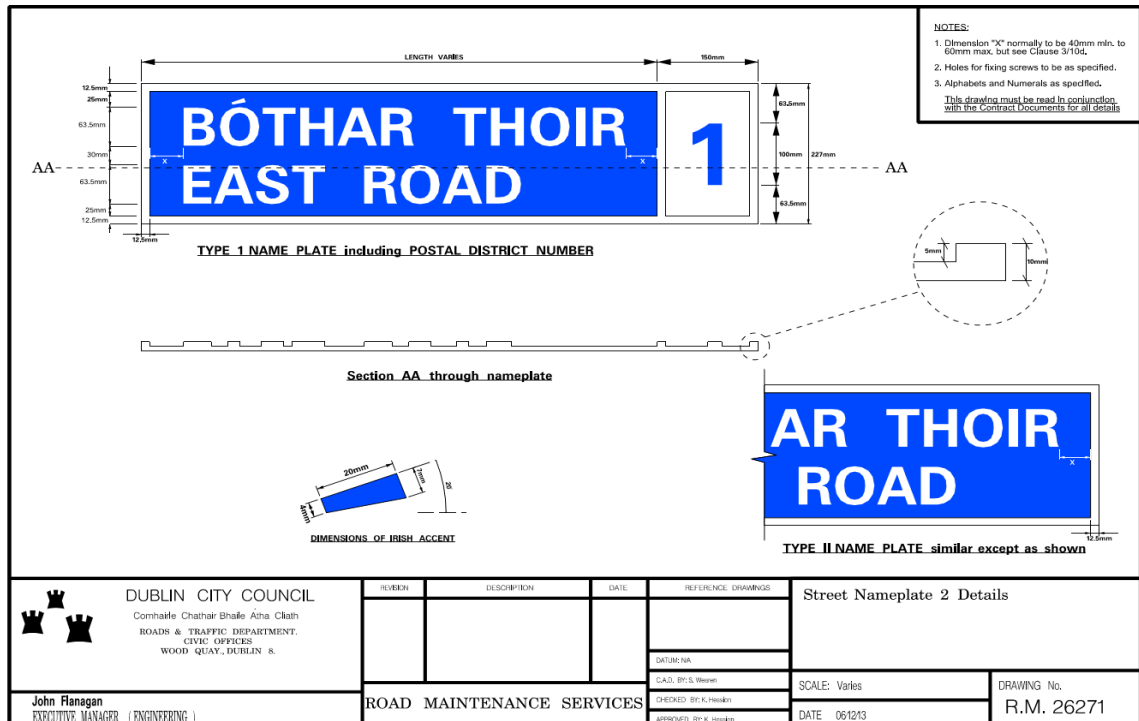 NOTES:
1. Dimension "X" normally to be 40mm min. to
60mm max. but see Clause 3/10d.
2. Holes for fixing screws to be as specified.
3. Alphabets and Numerals as specified.
This drawing must be read in conjunction
with the Contract Documents for all details
LENGTH VARIES
150mm
12.5mm
25mm
63.5mm
30mm
63.5mm
25mm
12.5mm
12.5mm
AA
BÓTHAR THOIR
X
X
EAST ROAD
1
63.5mm
100mm
63.5mm
227mm
AA
TYPE 1 NAME PLATE including POSTAL DISTRICT NUMBER
5mm
10mm
Section AA through nameplate
AR THOIR
X
ROAD
12.5mm
TYPE II NAME PLATE similar except as shown
20mm
7mm
20°
4mm
DIMENSIONS OF IRISH ACCENT
DUBLIN CITY COUNCIL
Comhairle Chathair Bhaile Átha Cliath
ROADS & TRAFFIC DEPARTMENT.
CIVIC OFFICES
WOOD QUAY., DUBLIN 8.
John Flanagan
EXECUTIVE MANAGER ( ENGINEERING )
REVISION
DESCRIPTION
DATE
ROAD MAINTENANCE SERVICES
REFERENCE DRAWINGS
DATUM: NA
C.A.D. BY: S. Weären
CHECKED BY: K. Hession
APPROVED BY: K. Hession
Street Nameplate 2 Details
SCALE: Varies
DATE 061213
DRAWING No.
R.M. 26271